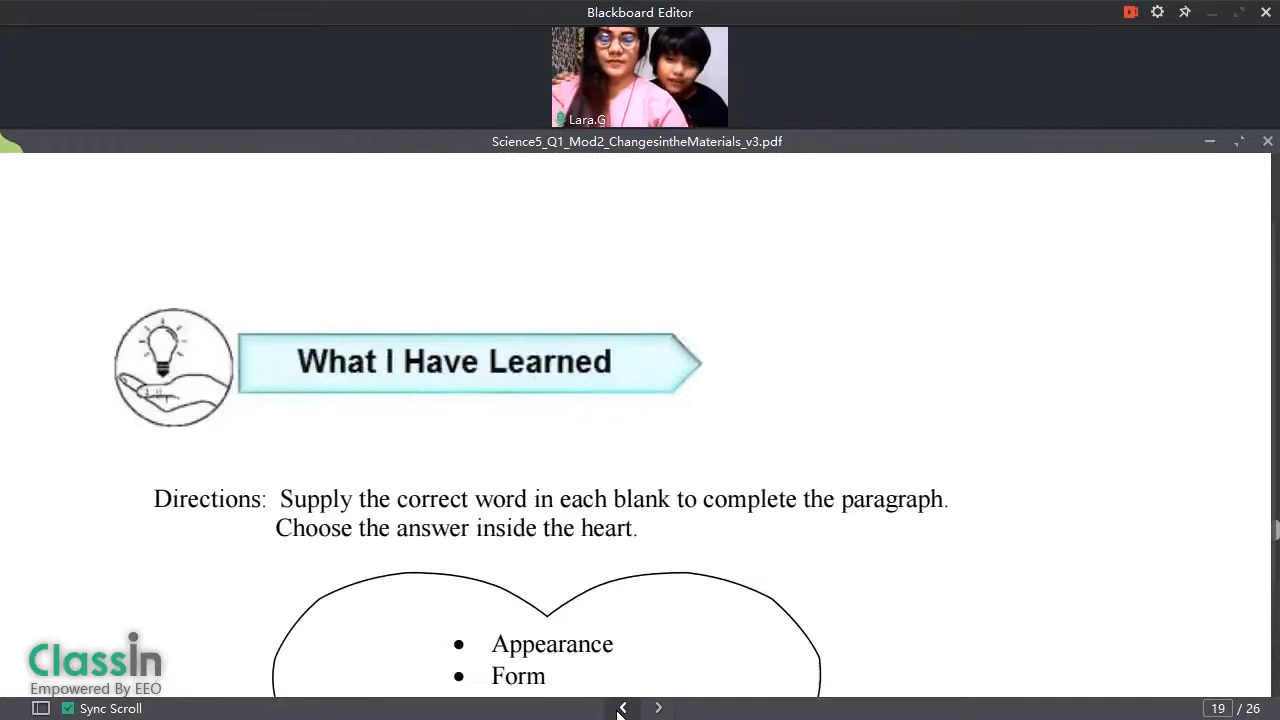 Blackboard Editor
Lara.G
Science5_Q1_Mod2_ChangesintheMaterials_v3.pdf
What I Have Learned
Directions: Supply the correct word in each blank to complete the paragraph.
Choose the answer inside the heart.
• Appearance
• Form
ClassIn
Empowered By EEO
Sync Scroll
19 / 26